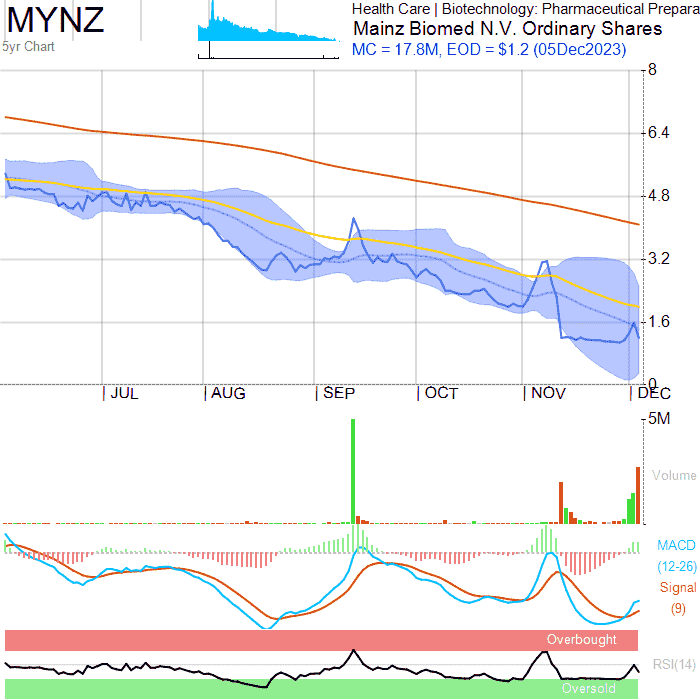 MYNZ
5yr Chart
Health Care | Biotechnology: Pharmaceutical Prepara
Mainz Biomed N.V. Ordinary Shares
MC = 17.8M, EOD = $1.2 (05Dec2023)
8
6.4
4.8
3.2
1.6
0
JUL
AUG
SEP
OCT
NOV
DEC
5M
Volume
MACD
(12-26)
Signal
(9)
Overbought
RSI(14)
Oversold